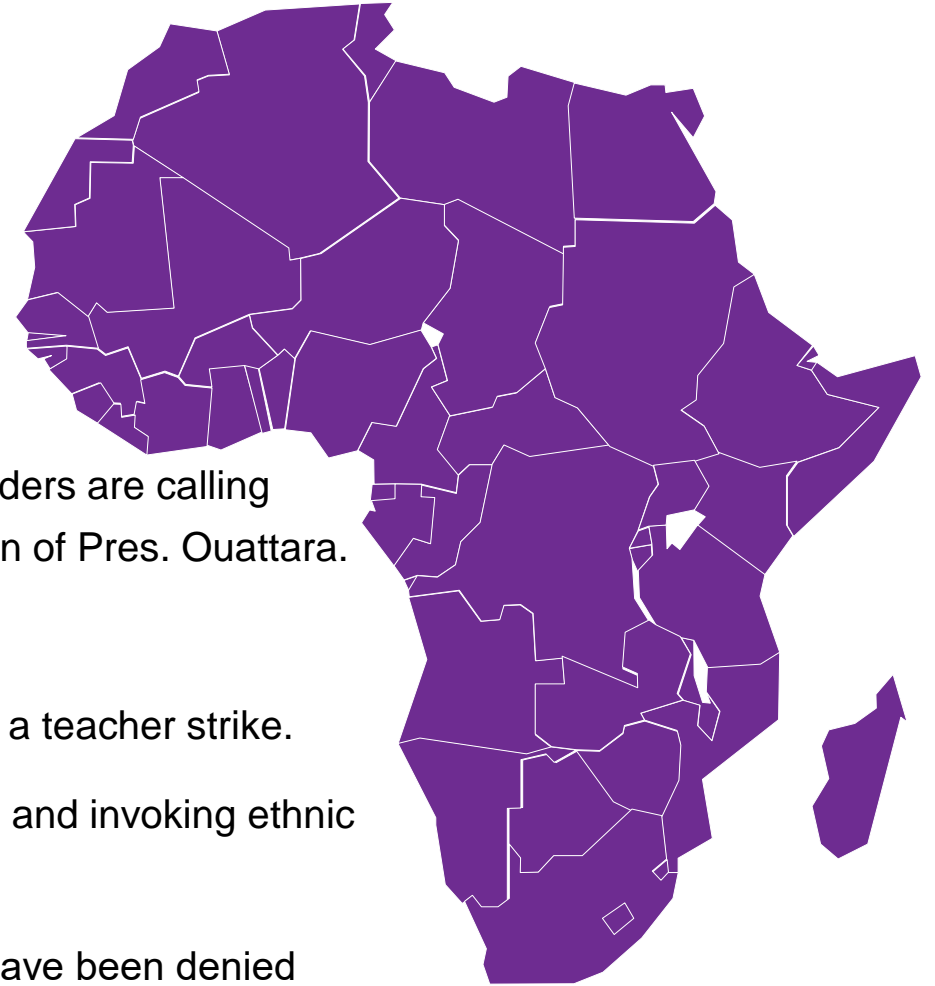 ders are calling
n of Pres. Ouattara.
a teacher strike.
and invoking ethnic
ave been denied